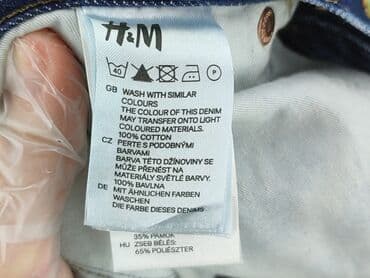 H&M
40 P
GB WASH WITH SIMILAR
COLOURS
THE COLOUR OF THIS DENIM
MAY TRANSFER ONTO LIGHT
COLOURED MATERIALS.
100% COTTON
CZ PERTE S PODOBNÝMI
BARVAMI
BARVA TÉTO DŽÍNOVINY SE
MŮŽE PŘENÉST NA
MATERIÁLY SVĚTLÉ BARVY.
100% BAVLNA
DE MIT ÄHNLICHEN FARBEN
WASCHEN
DIE FARBE DIESES DENIMS
35% PAMUK
HU ZSEB BÉLÉS:
65% POLIÉSZTER